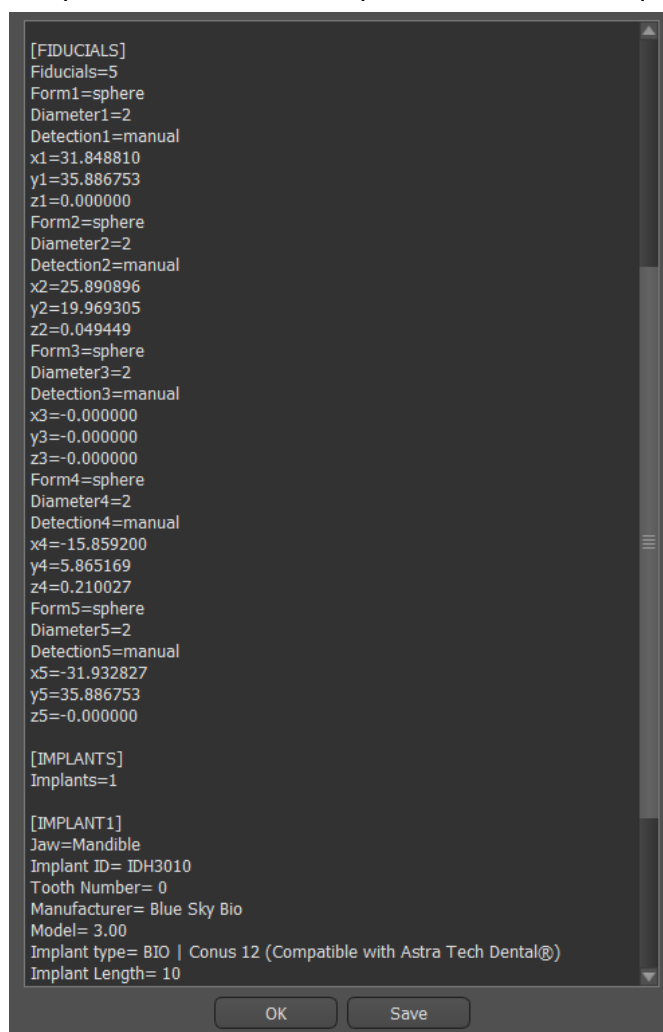 [FIDUCIALS]
Fiducials=5
Form1=sphere
Diameter1=2
Detection1=manual
x1=31.848810
y1=35.886753
z1=0.000000
Form2=sphere
Diameter2=2
Detection2=manual
x2=25.890896
y2=19.969305
z2=0.049449
Form3=sphere
Diameter3=2
Detection3=manual
x3=-0.000000
y3=-0.000000
z3=-0.000000
Form4=sphere
Diameter4=2
Detection4=manual
x4=-15.859200
y4=5.865169
z4=0.210027
Form5=sphere
Diameter5=2
Detection5=manual
x5=-31.932827
y5=35.886753
z5=-0.000000
[IMPLANTS]
Implants=1
[IMPLANT1]
Jaw=Mandible
Implant ID= IDH3010
Tooth Number= 0
Manufacturer= Blue Sky Bio
Model= 3.00
Implant type= BIO | Conus 12 (Compatible with Astra Tech Dental®)
Implant Length= 10
OK Save